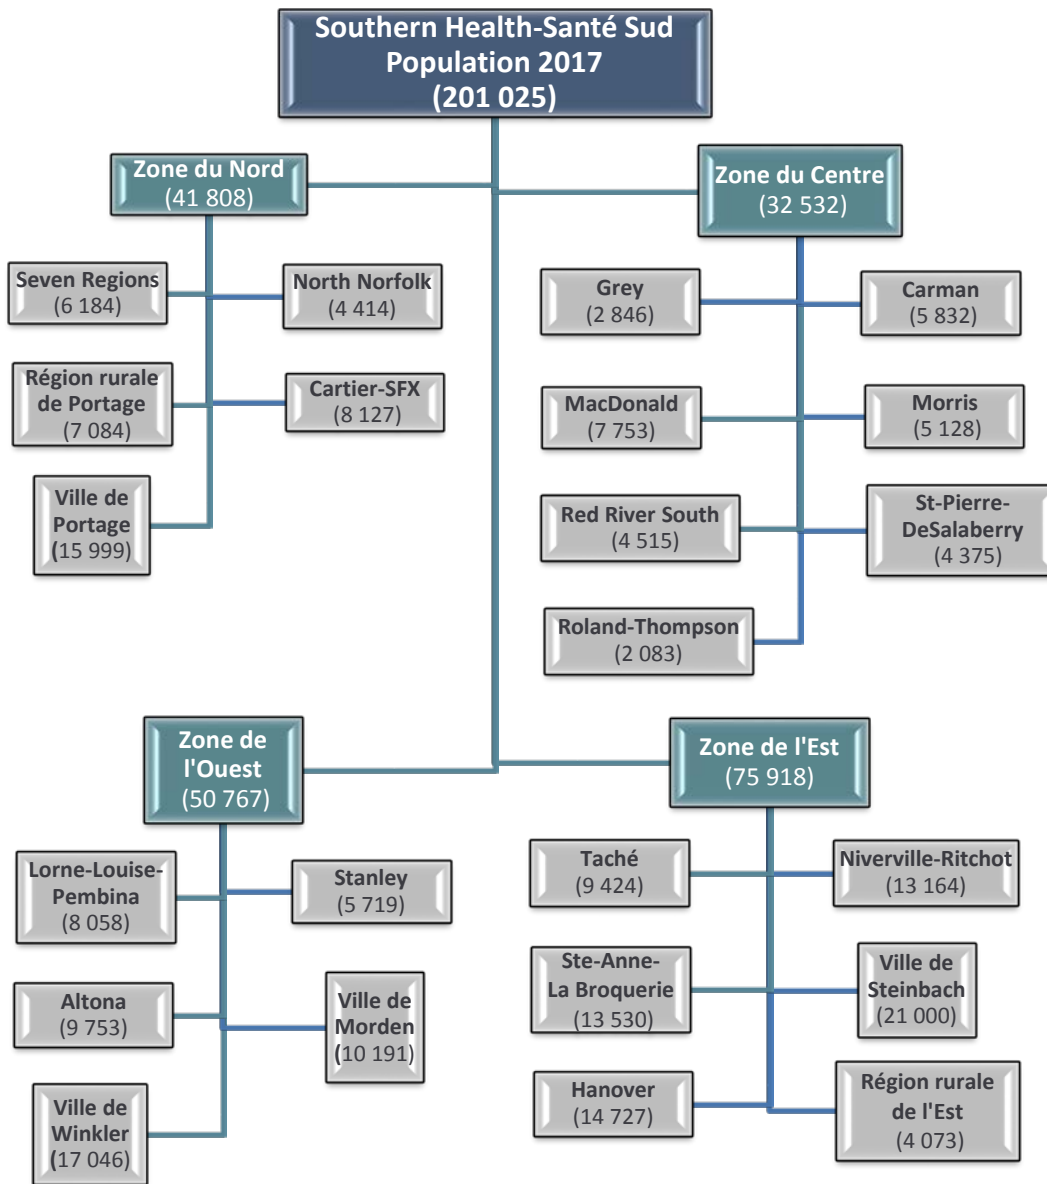 Southern Health-Santé Sud
Population 2017
(201 025)
Zone du Nord
(41 808)
Seven Regions
(6 184)
North Norfolk
(4 414)
Région rurale
de Portage
(7 084)
Cartier-SFX
(8 127)
Ville de
Portage
(15 999)
Zone du Centre
(32 532)
Grey
(2 846)
Carman
(5 832)
MacDonald
(7 753)
Morris
(5 128)
Red River South
(4 515)
St-Pierre-
DeSalaberry
(4 375)
Roland-Thompson
(2 083)
Zone de
l'Ouest
(50 767)
Lorne-Louise-
Pembina
(8 058)
Stanley
(5 719)
Altona
(9 753)
Ville de
Morden
(10 191)
Ville de
Winkler
(17 046)
Zone de l'Est
(75 918)
Taché
(9 424)
Niverville-Ritchot
(13 164)
Ste-Anne-
La Broquerie
(13 530)
Ville de
Steinbach
(21 000)
Hanover
(14 727)
Région rurale
de l'Est
(4 073)